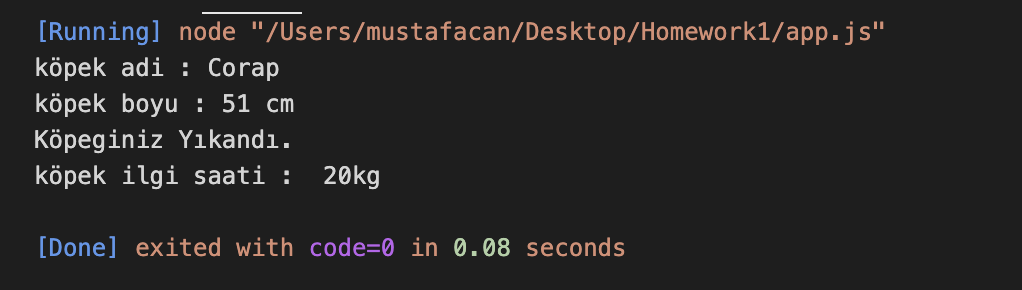 [Running] node "/Users/mustafacan/Desktop/Homework1/app.js"
köpek adi : Corap
köpek boyu : 51 cm
Köpeginiz Yıkandı.
köpek ilgi saati :  20kg
[Done] exited with code=0 in 0.08 seconds